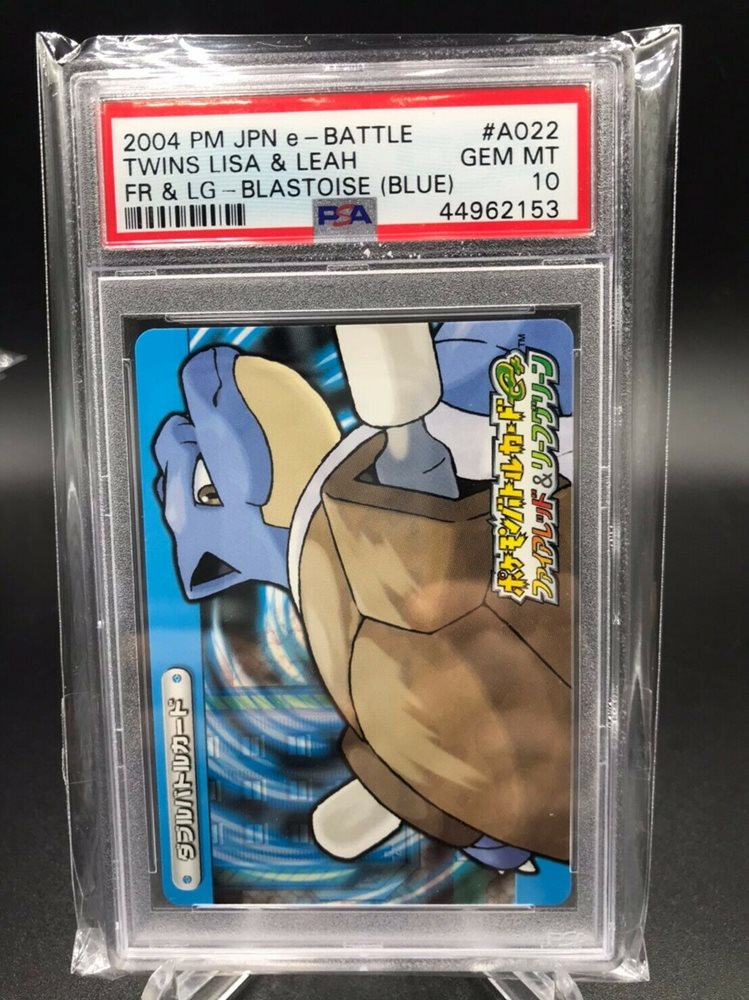 2004 PM JPN e-BATTLE #A022
TWINS LISA & LEAH GEM MT
FR & LG-BLASTOISE (BLUE) 10
PSA 44962153
ポケモンバトルカードe+™
ファイアレッド&リーフグリーン
ダブルバトルカード